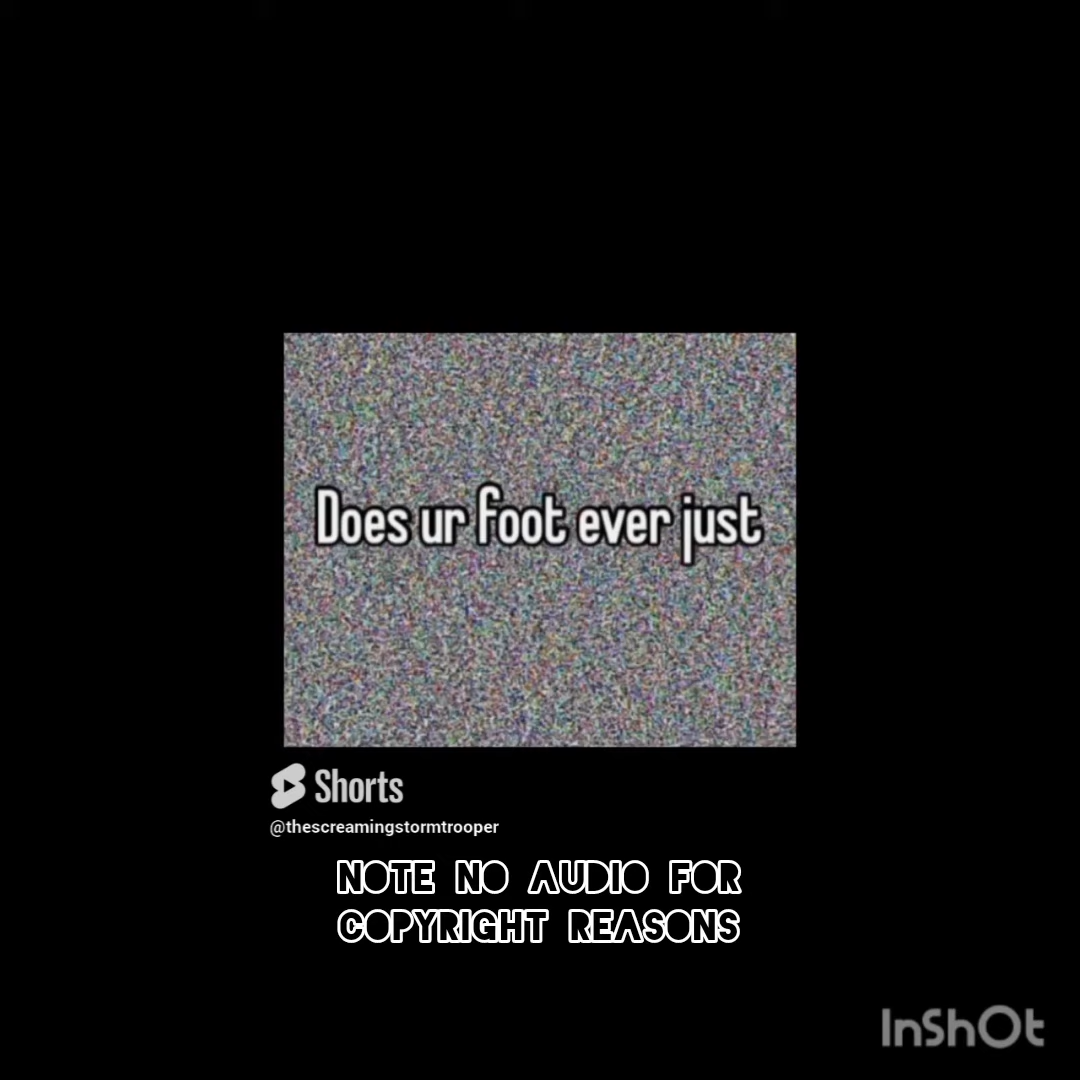 Does ur foot ever just
Shorts
@thescreamingstormtrooper
NOTE NO AUDIO FOR
COPYRIGHT REASONS
InShOt